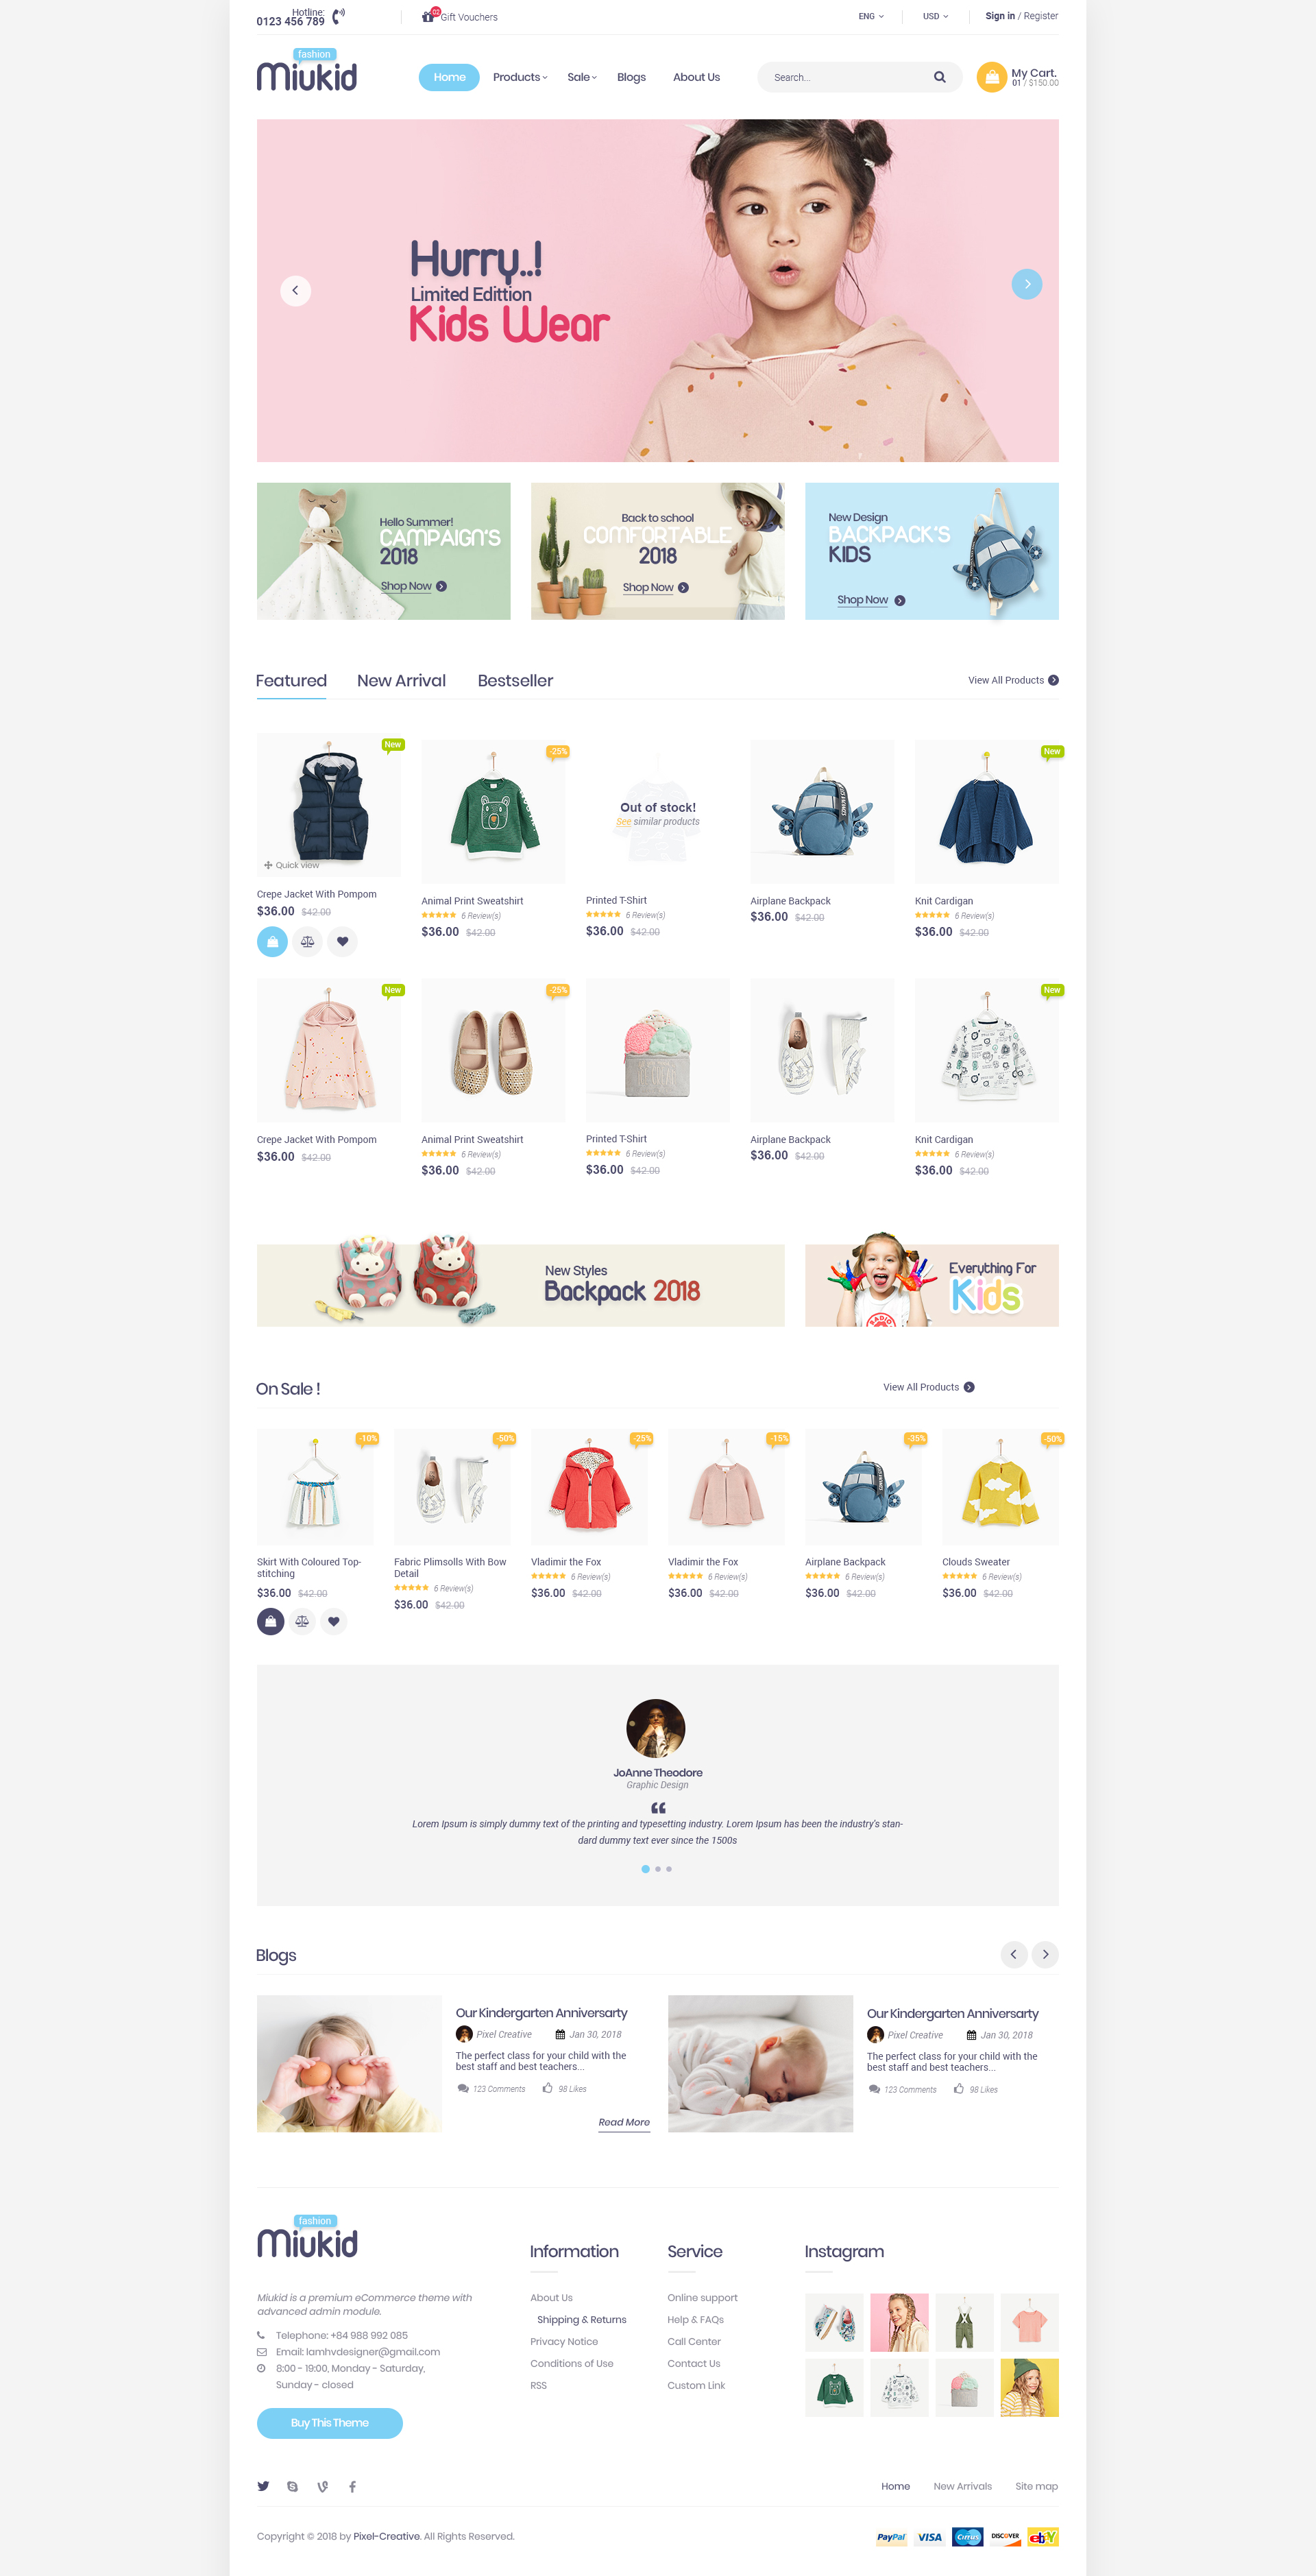 Hotline:
0123 456 789
02
Gift Vouchers
ENG
USD
Sign in / Register
fashion
Miukid
Home
Products
Sale
Blogs
About Us
Search...
My Cart.
01 / $150.00
Hurry..!
Limited Edittion
Kids Wear
Hello Summer!
CAMPAIGN'S
2018
Shop Now
Back to school
COMFORTABLE
2018
Shop Now
New Design
BACKPACK'S
KIDS
Shop Now
Featured
New Arrival
Bestseller
View All Products
New
Quick view
Crepe Jacket With Pompom
$36.00 $42.00
-25%
Animal Print Sweatshirt
6 Review(s)
$36.00 $42.00
Out of stock!
See similar products
Printed T-Shirt
6 Review(s)
$36.00 $42.00
Airplane Backpack
$36.00 $42.00
New
Knit Cardigan
6 Review(s)
$36.00 $42.00
New
Crepe Jacket With Pompom
$36.00 $42.00
-25%
Animal Print Sweatshirt
6 Review(s)
$36.00 $42.00
Printed T-Shirt
6 Review(s)
$36.00 $42.00
Airplane Backpack
$36.00 $42.00
New
Knit Cardigan
6 Review(s)
$36.00 $42.00
New Styles
Backpack 2018
RADIO
Everything For
Kids
On Sale !
View All Products
-10%
Skirt With Coloured Top-
stitching
$36.00 $42.00
-50%
Fabric Plimsolls With Bow
Detail
6 Review(s)
$36.00 $42.00
-25%
Vladimir the Fox
6 Review(s)
$36.00 $42.00
-15%
Vladimir the Fox
6 Review(s)
$36.00 $42.00
-35%
Airplane Backpack
6 Review(s)
$36.00 $42.00
-50%
Clouds Sweater
6 Review(s)
$36.00 $42.00
JoAnne Theodore
Graphic Design
Lorem Ipsum is simply dummy text of the printing and typesetting industry. Lorem Ipsum has been the industry's stan-
dard dummy text ever since the 1500s
Blogs
Our Kindergarten Anniversarty
Pixel Creative
Jan 30, 2018
The perfect class for your child with the
best staff and best teachers...
123 Comments
98 Likes
Read More
Our Kindergarten Anniversarty
Pixel Creative
Jan 30, 2018
The perfect class for your child with the
best staff and best teachers...
123 Comments
98 Likes
fashion
Miukid
Miukid is a premium eCommerce theme with
advanced admin module.
Telephone: +84 988 992 085
Email: lamhvdesigner@gmail.com
8:00 - 19:00, Monday - Saturday,
Sunday - closed
Buy This Theme
Information
About Us
Shipping & Returns
Privacy Notice
Conditions of Use
RSS
Service
Online support
Help & FAQs
Call Center
Contact Us
Custom Link
Instagram
Home
New Arrivals
Site map
Copyright © 2018 by Pixel-Creative. All Rights Reserved.
PayPal
VISA
Cirrus
DISCOVER
ebY